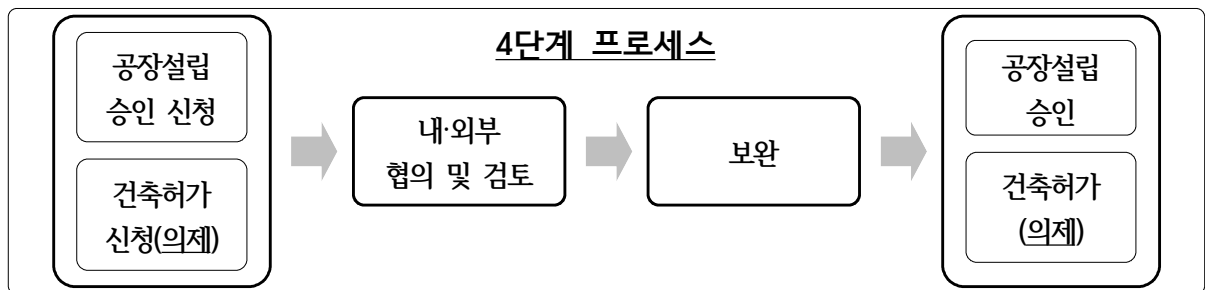 4단계 프로세스
공장설립
승인 신청
건축허가
신청(의제)
내·외부
협의 및 검토
보완
공장설립
승인
건축허가
(의제)